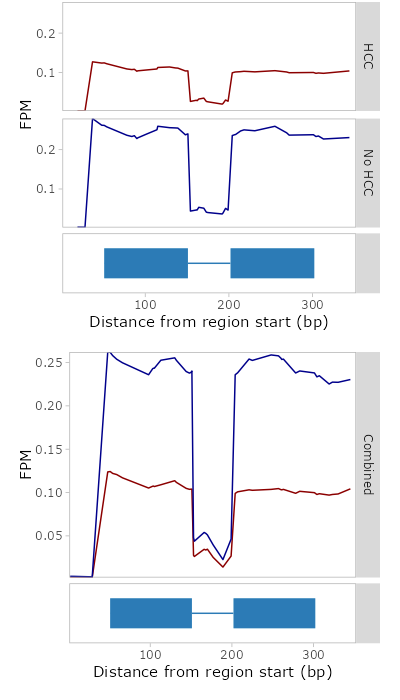 0.2
0.1
HCC
FPM
0.2
0.1
No HCC
100 200 300
Distance from region start (bp)
0.25
0.20
0.15
0.10
0.05
FPM
Combined
100 200 300
Distance from region start (bp)